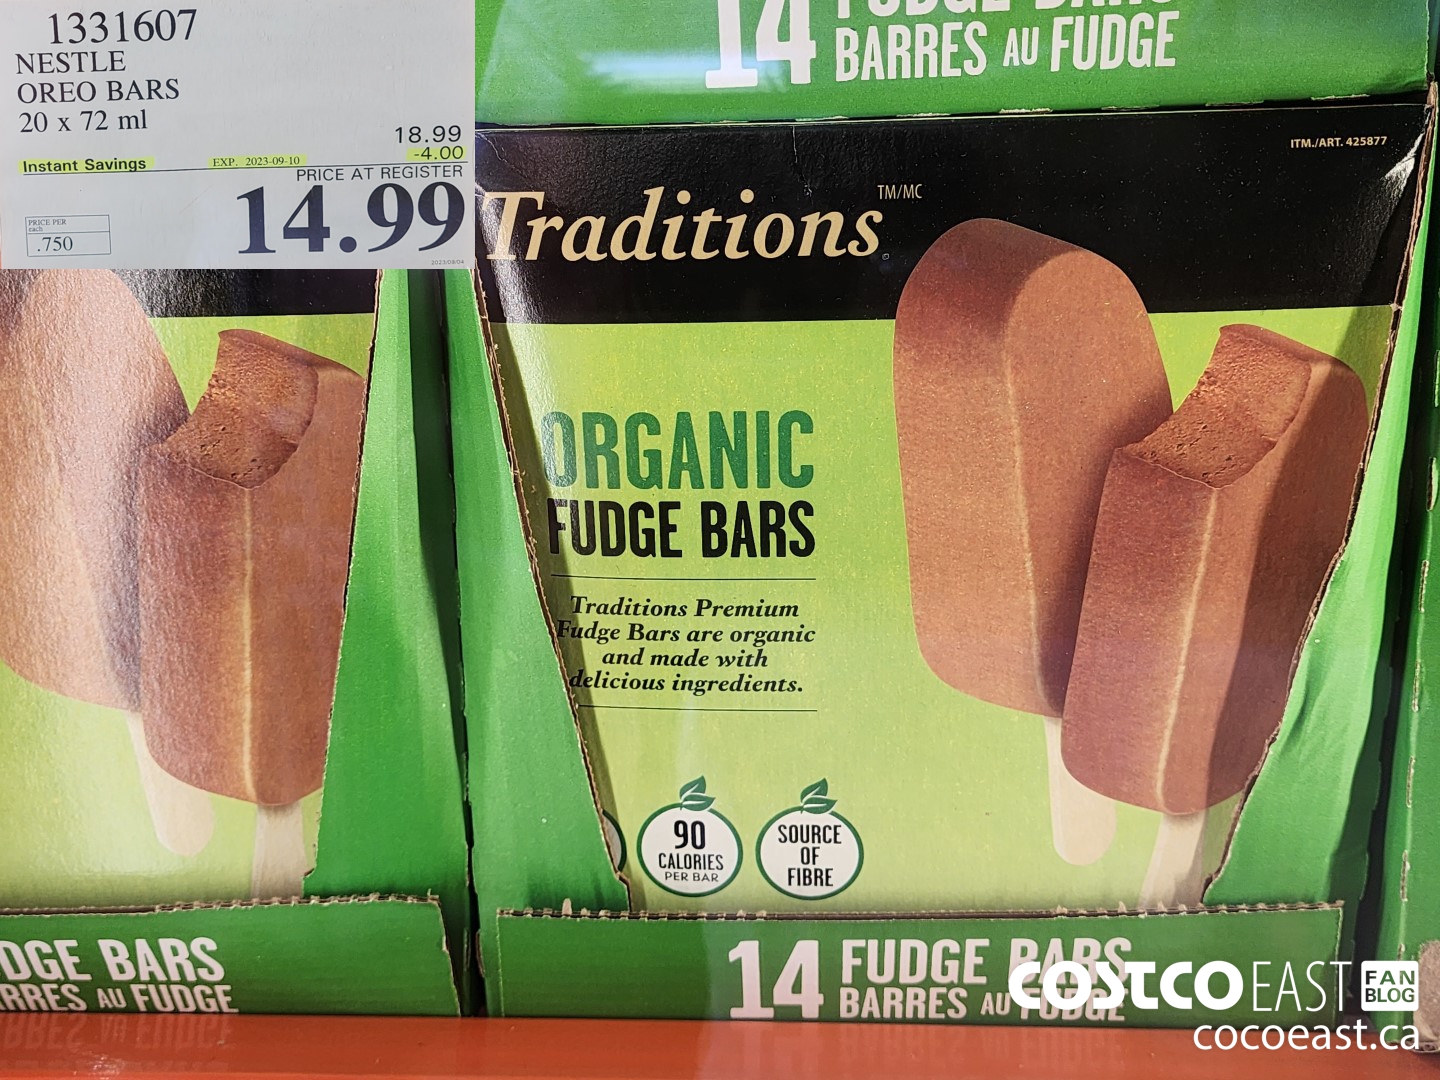 1331607
NESTLE
OREO BARS
20 x 72 ml
18.99
Instant Savings
EXP. 2023-09-10
-4.00
PRICE AT REGISTER
14.99
PRICE PER
each
.750
2023/09/04
14
FUDGE BARS
BARRES AU FUDGE
ITM./ART. 425877
Traditions TM/MC
ORGANIC
FUDGE BARS
Traditions Premium
Fudge Bars are organic
and made with
delicious ingredients.
90
CALORIES
PER BAR
SOURCE
OF
FIBRE
DGE BARS
RRES AU FUDGE
14
FUDGE BARS
BARRES AU FUDGE
COSTCO EAST FAN BLOG
cocoeast.ca